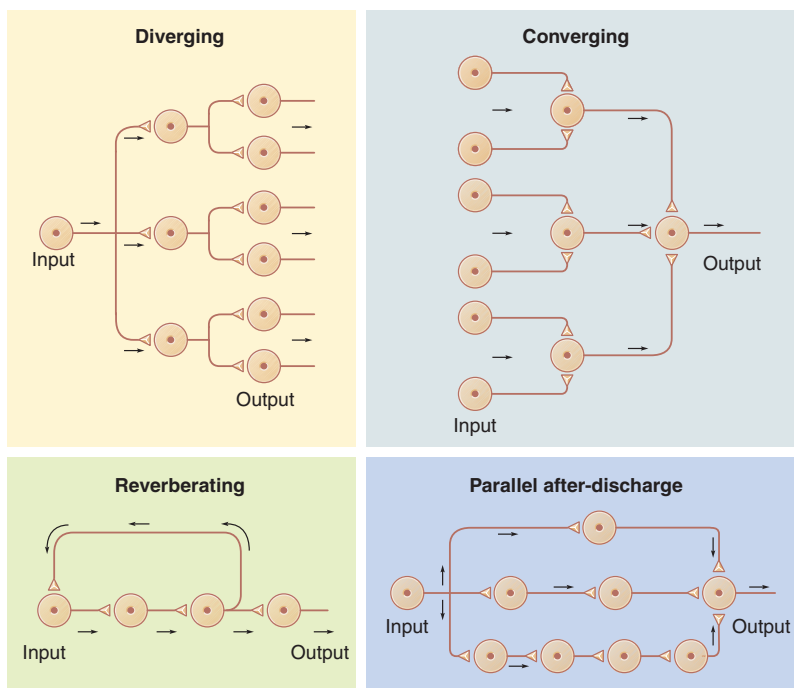 Diverging
Input
Output
Converging
Output
Input
Reverberating
Input
Output
Parallel after-discharge
Input
Output